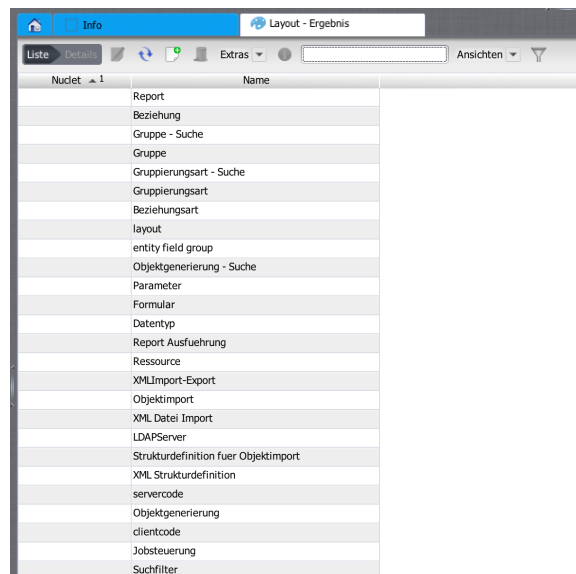 Info
Layout - Ergebnis
Liste Details Extras Ansichten
Nuclet 1 Name
Report
Beziehung
Gruppe - Suche
Gruppe
Gruppierungsart - Suche
Gruppierungsart
Beziehungsart
layout
entity field group
Objektgenerierung - Suche
Parameter
Formular
Datentyp
Report Ausfuehrung
Ressource
XMLImport-Export
Objektimport
XML Datei Import
LDAPServer
Strukturdefinition fuer Objektimport
XML Strukturdefinition
servercode
Objektgenerierung
clientcode
Jobsteuerung
Suchfilter